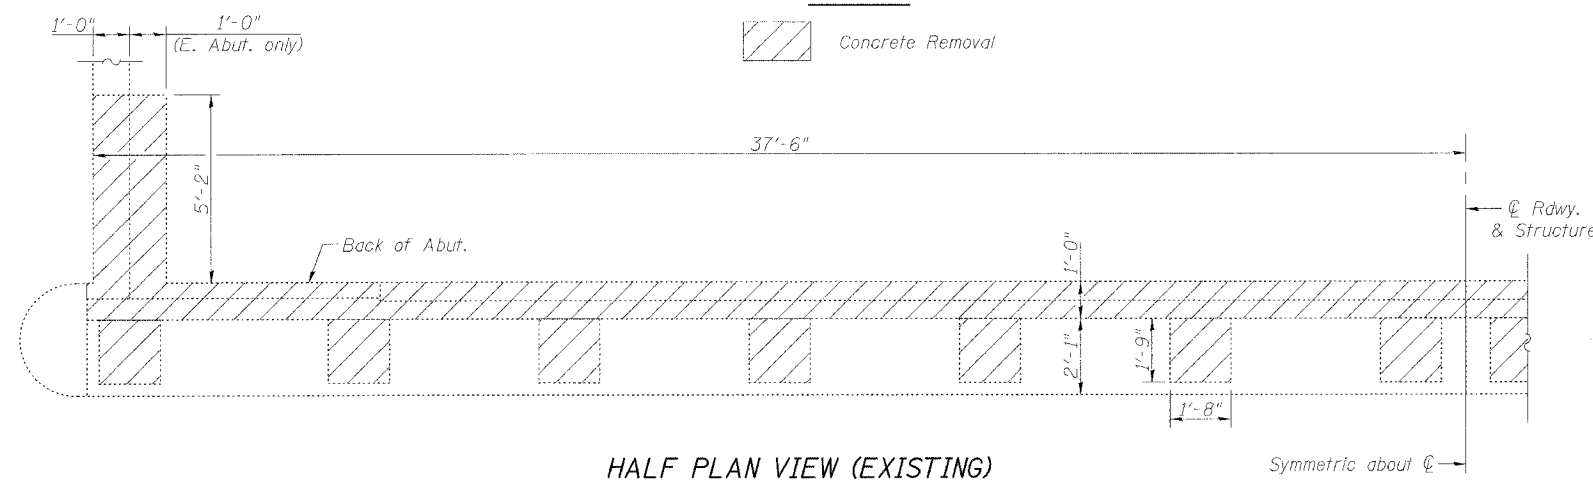 1'-0"
1'-0"
(E. Abut. only)
Concrete Removal
37'-6"
5'-2"
℄ Rdwy.
& Structure
Back of Abut.
1'-0"
2'-1"
1'-9"
1'-8"
HALF PLAN VIEW (EXISTING)
Symmetric about ℄